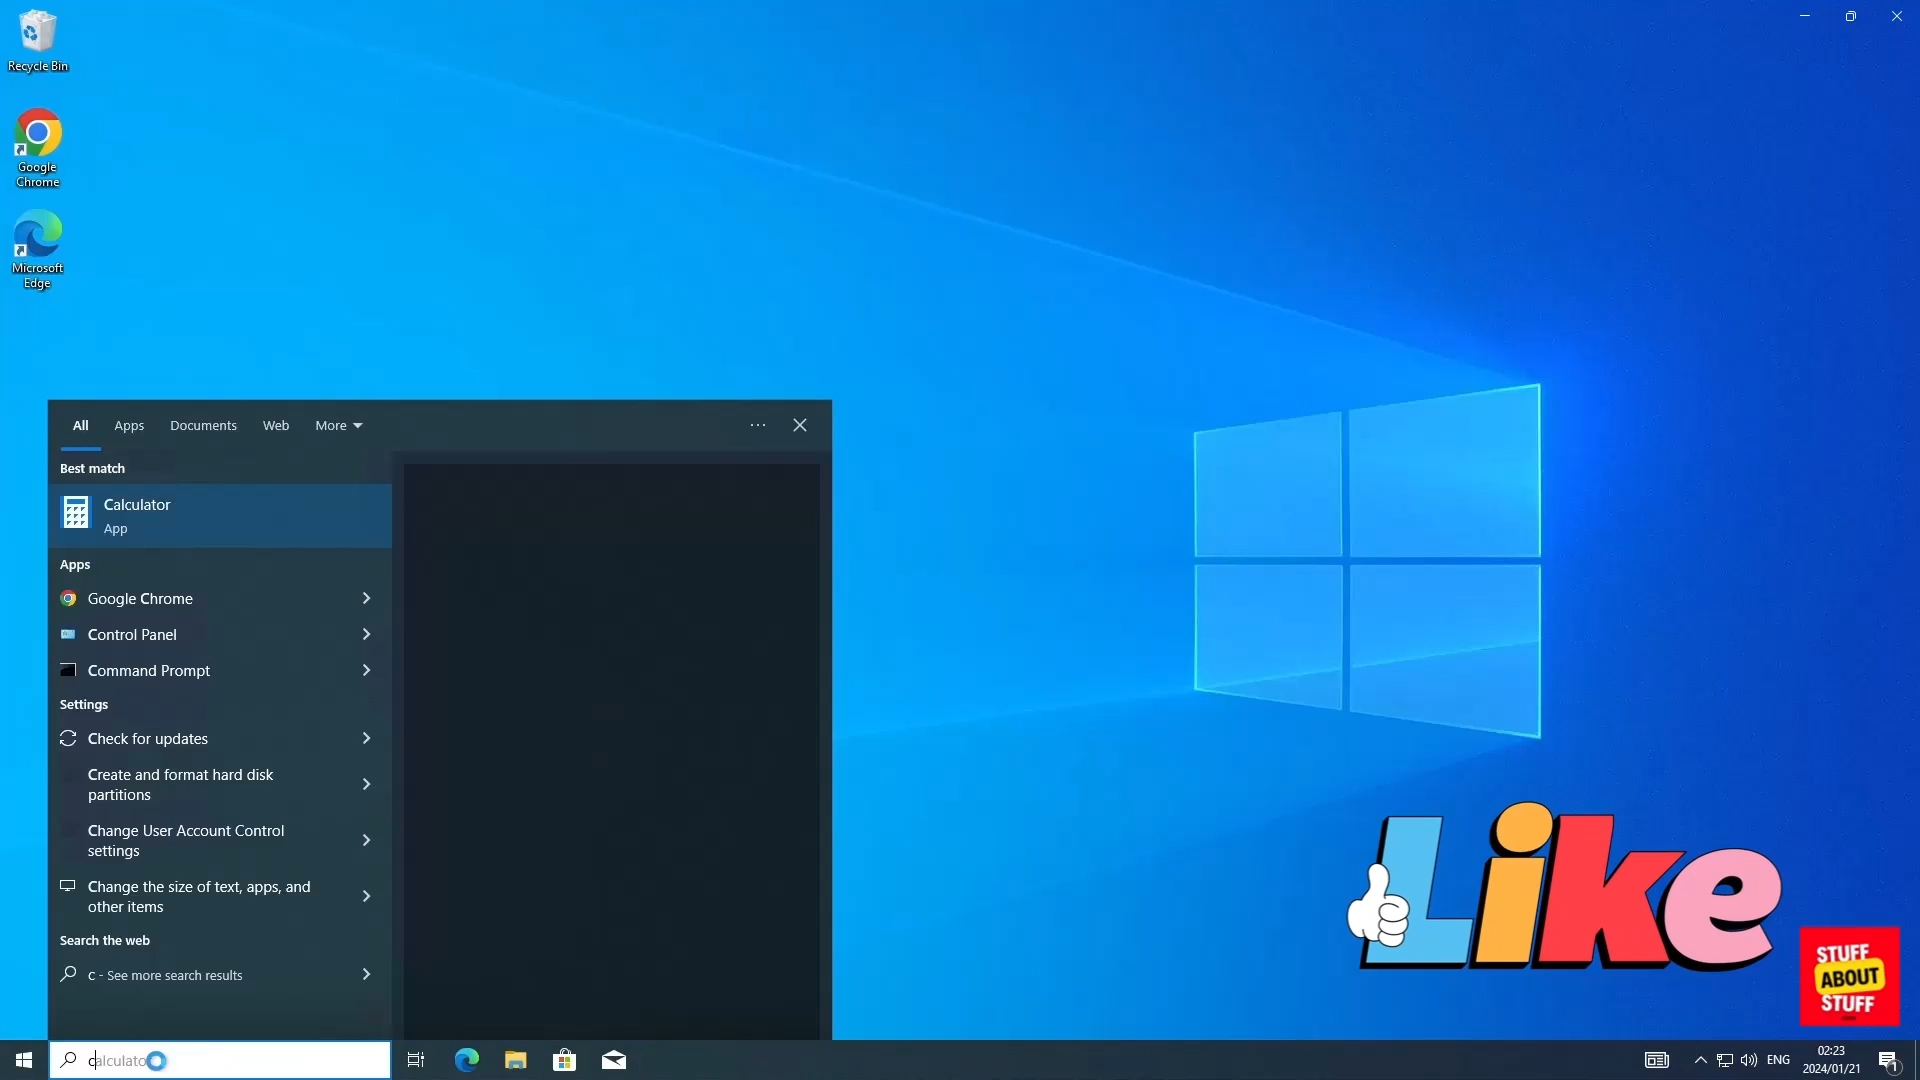 Recycle Bin
Google
Chrome
Microsoft
Edge
All
Apps
Documents
Web
More
Best match
Calculator
App
Apps
Google Chrome
Control Panel
Command Prompt
Settings
Check for updates
Create and format hard disk
partitions
Change User Account Control
settings
Change the size of text, apps, and
other items
Search the web
c - See more search results
calculato
Like
STUFF
ABOUT
STUFF
ENG
02:23
2024/01/21
1